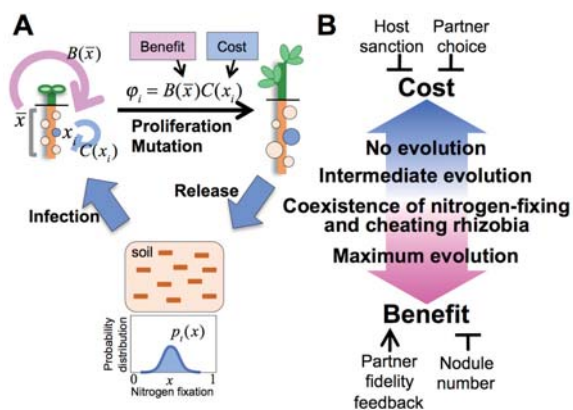 A
B(x̄)
Benefit
Cost
φᵢ = B(x̄)C(xᵢ)
x̄
xᵢ
C(xᵢ)
Proliferation
Mutation
Infection
Release
soil
Probability
distribution
pᵢ(x)
0 x 1
Nitrogen fixation
B
Host
sanction
Partner
choice
Cost
No evolution
Intermediate evolution
Coexistence of nitrogen-fixing
and cheating rhizobia
Maximum evolution
Benefit
Partner
fidelity
feedback
Nodule
number